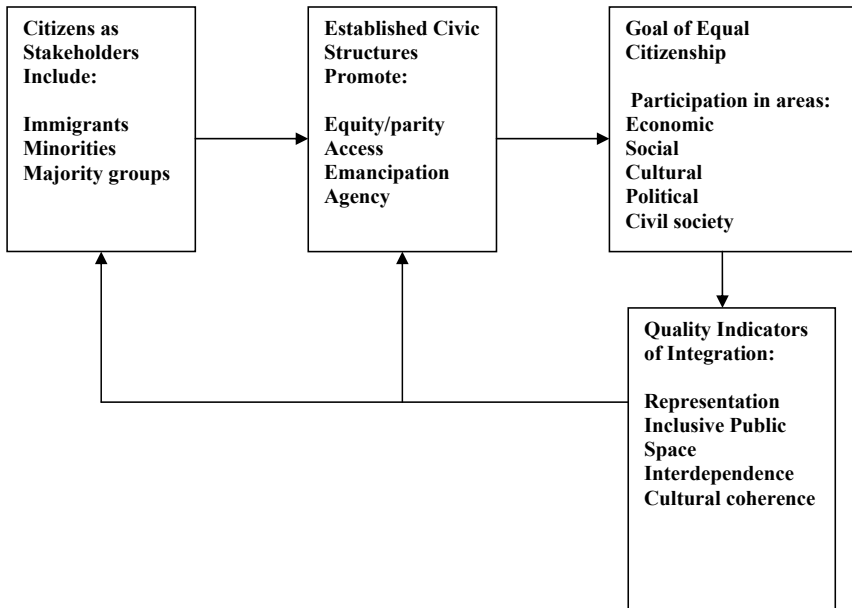 Citizens as
Stakeholders
Include:
Immigrants
Minorities
Majority groups
Established Civic
Structures
Promote:
Equity/parity
Access
Emancipation
Agency
Goal of Equal
Citizenship
Participation in areas:
Economic
Social
Cultural
Political
Civil society
Quality Indicators
of Integration:
Representation
Inclusive Public
Space
Interdependence
Cultural coherence